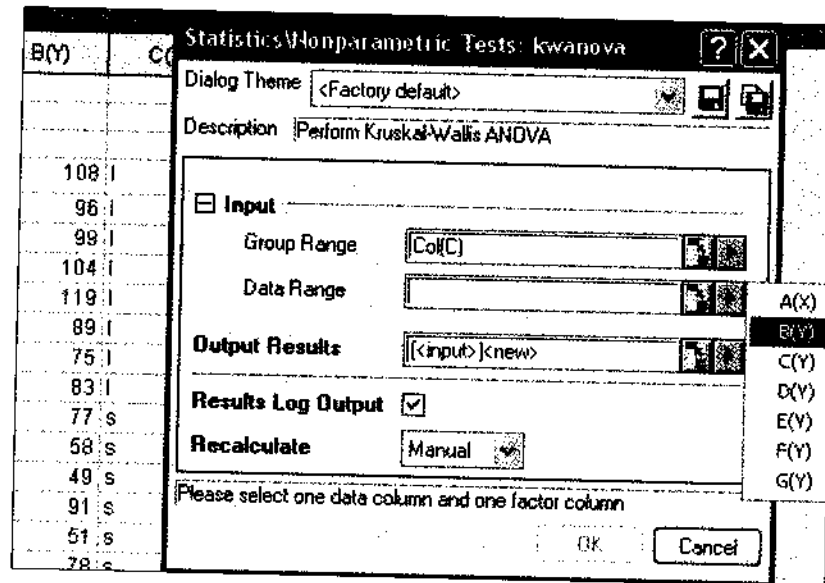 B(Y)
Statistics\Nonparametric Tests: kwanova
Dialog Theme <Factory default>
Description Perform Kruskal-Wallis ANOVA
108 l
96 l
99 l
104 l
119 l
89 l
75 l
83 l
77 s
58 s
49 s
91 s
51 s
78 s
Input
Group Range Col(C)
Data Range
Output Results [<input>]<new>
Results Log Output
Recalculate Manual
Please select one data column and one factor column
OK Cancel
A(X)
B(Y)
C(Y)
D(Y)
E(Y)
F(Y)
G(Y)